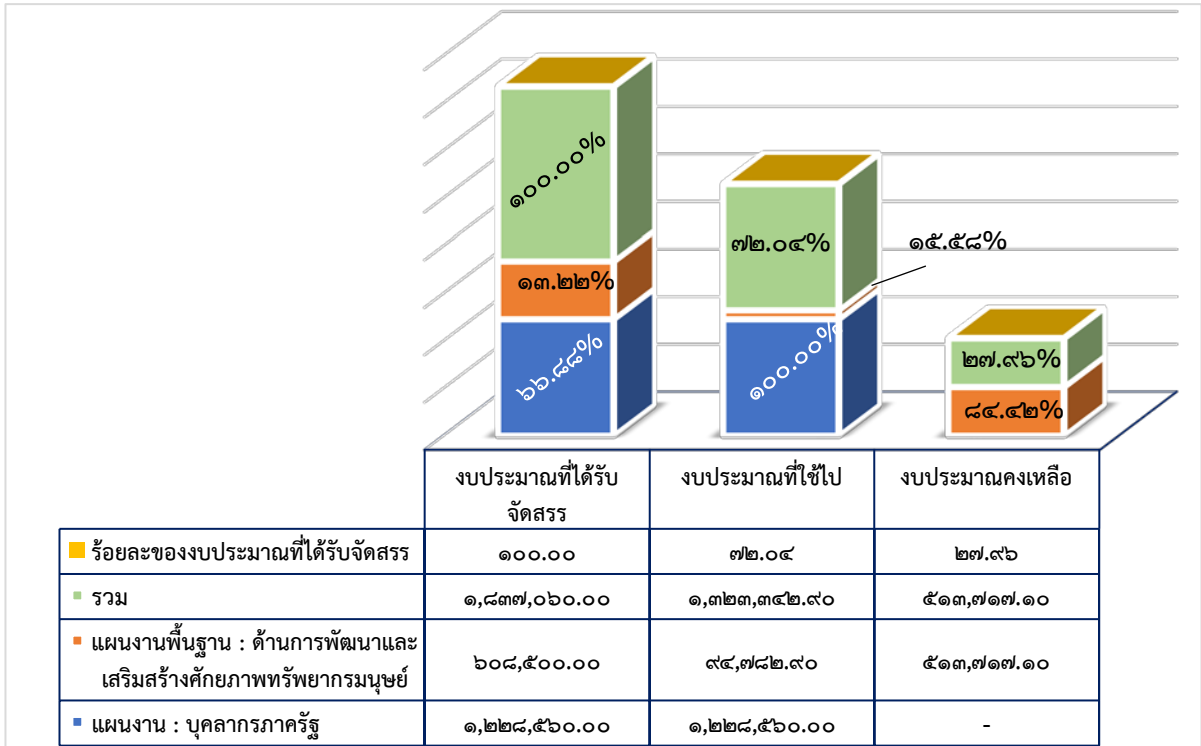 ๑๐๐.๐๐%
๗๒.๐๔%
๑๕.๕๘%
๑๓.๒๒%
๒๗.๙๖%
๖๖.๘๘%
๑๐๐.๐๐%
๘๔.๔๒%
งบประมาณที่ได้รับ
จัดสรร
งบประมาณที่ใช้ไป
งบประมาณคงเหลือ
ร้อยละของงบประมาณที่ได้รับจัดสรร ๑๐๐.๐๐ ๗๒.๐๔ ๒๗.๙๖
รวม ๑,๘๓๗,๐๖๐.๐๐ ๑,๓๒๓,๓๔๒.๙๐ ๕๑๓,๗๑๗.๑๐
แผนงานพื้นฐาน : ด้านการพัฒนาและ
เสริมสร้างศักยภาพทรัพยากรมนุษย์
๖๐๘,๕๐๐.๐๐ ๙๔,๗๘๒.๙๐ ๕๑๓,๗๑๗.๑๐
แผนงาน : บุคลากรภาครัฐ ๑,๒๒๘,๕๖๐.๐๐ ๑,๒๒๘,๕๖๐.๐๐ -